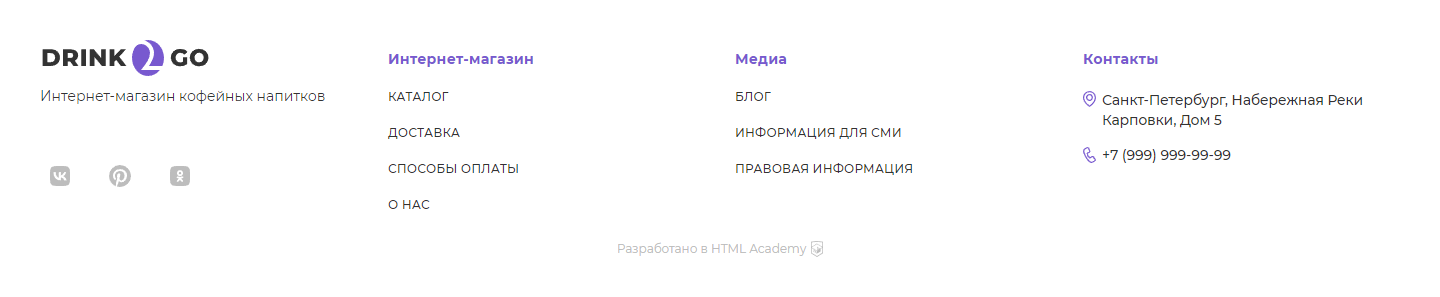 DRINK 2 GO
Интернет-магазин кофейных напитков
Интернет-магазин
КАТАЛОГ
ДОСТАВКА
СПОСОБЫ ОПЛАТЫ
О НАС
Медиа
БЛОГ
ИНФОРМАЦИЯ ДЛЯ СМИ
ПРАВОВАЯ ИНФОРМАЦИЯ
Контакты
Санкт-Петербург, Набережная Реки
Карповки, Дом 5
+7 (999) 999-99-99
Разработано в HTML Academy